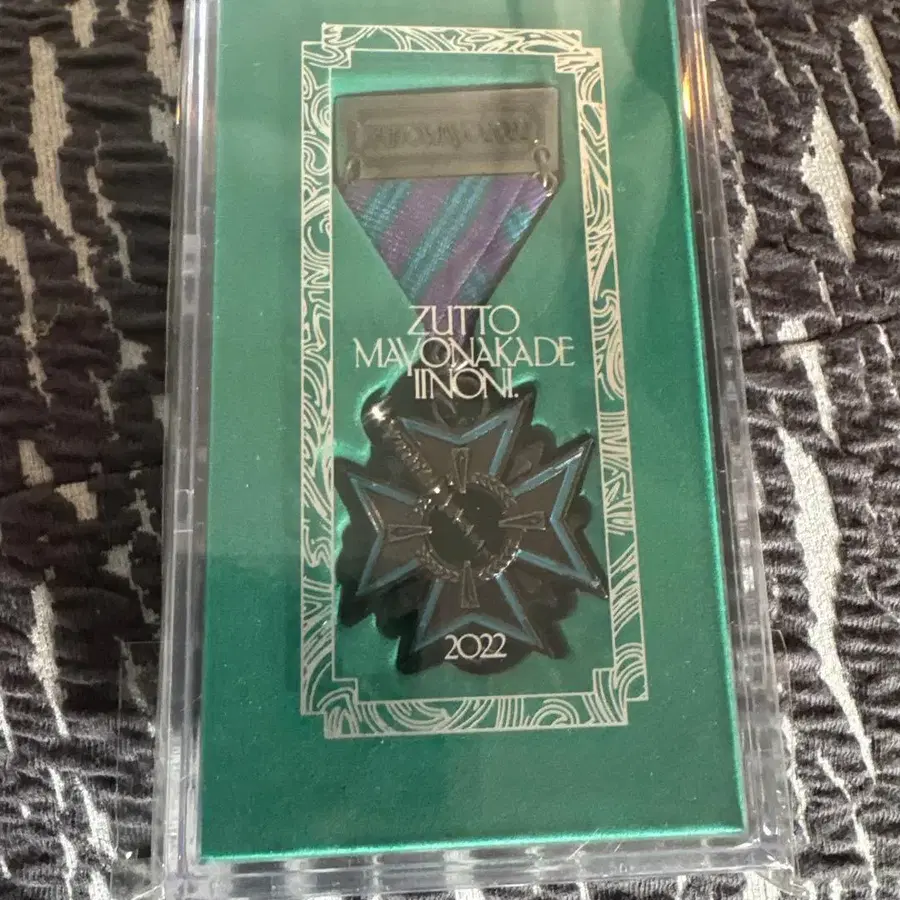 ZUTTO
MAYONAKADE
IINONI.
2022